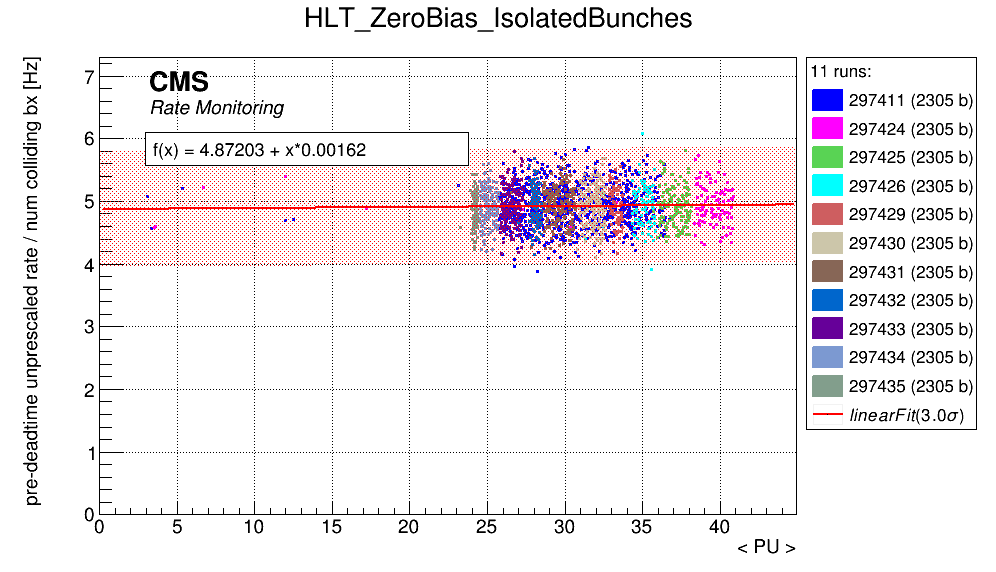 HLT_ZeroBias_IsolatedBunches
pre-deadtime unprescaled rate / num colliding bx [Hz]
7
6
5
4
3
2
1
0
CMS
Rate Monitoring
f(x) = 4.87203 + x*0.00162
0 5 10 15 20 25 30 35 40
< PU >
11 runs:
297411 (2305 b)
297424 (2305 b)
297425 (2305 b)
297426 (2305 b)
297429 (2305 b)
297430 (2305 b)
297431 (2305 b)
297432 (2305 b)
297433 (2305 b)
297434 (2305 b)
297435 (2305 b)
linearFit(3.0σ)